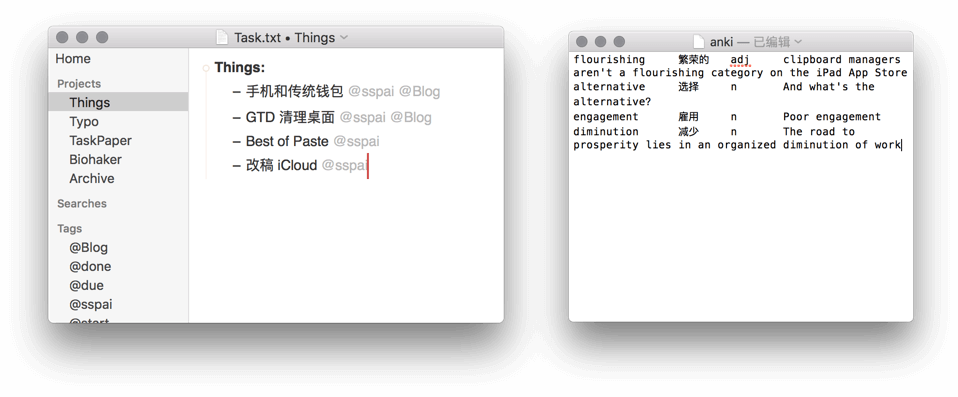 Task.txt • Things
Home
Projects
Things
Typo
TaskPaper
Biohaker
Archive
Searches
Tags
@Blog
@done
@due
@sspai
@start
Things:
– 手机和传统钱包 @sspai @Blog
– GTD 清理桌面 @sspai @Blog
– Best of Paste @sspai
– 改稿 iCloud @sspai
anki — 已编辑
flourishing 繁荣的 adj clipboard managers
aren't a flourishing category on the iPad App Store
alternative 选择 n And what's the
alternative?
engagement 雇用 n Poor engagement
diminution 减少 n The road to
prosperity lies in an organized diminution of work